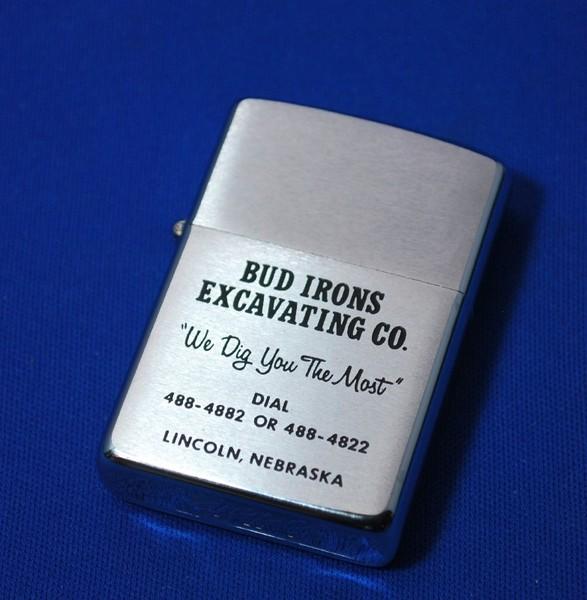 BUD IRONS
EXCAVATING CO.
"We Dig You The Most"
DIAL
488-4882 OR 488-4822
LINCOLN, NEBRASKA